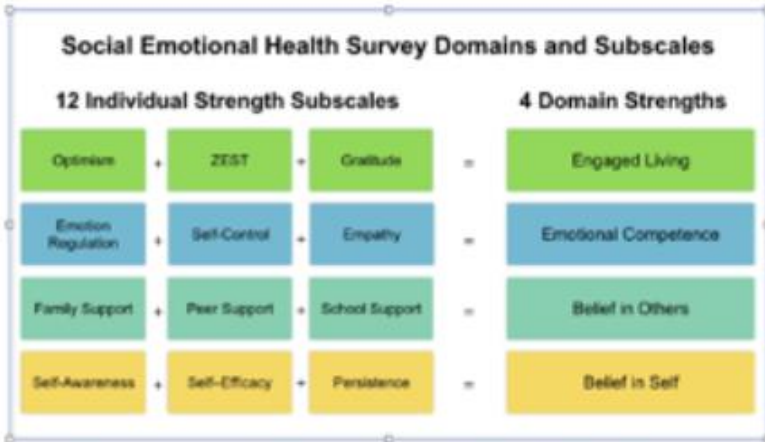 Social Emotional Health Survey Domains and Subscales
12 Individual Strength Subscales 4 Domain Strengths
Optimism + ZEST + Gratitude = Engaged Living
Emotion
Regulation + Self-Control + Empathy = Emotional Competence
Family Support + Peer Support + School Support = Belief in Others
Self-Awareness + Self-Efficacy + Persistence = Belief in Self